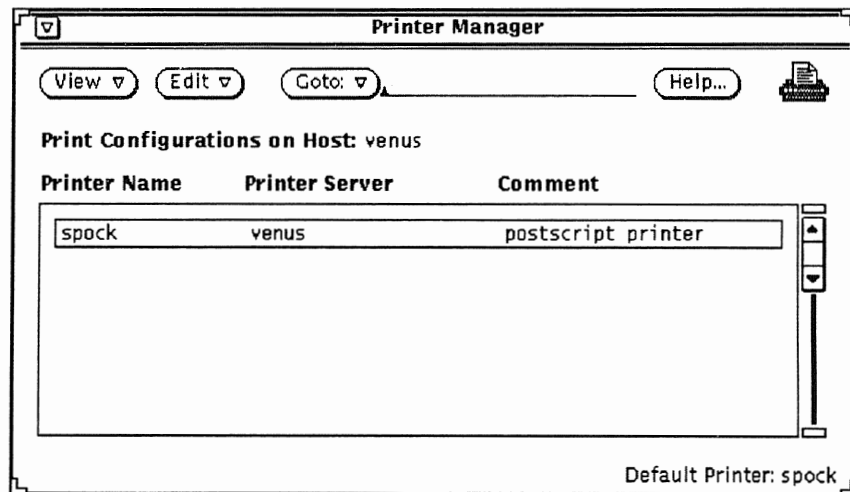 Printer Manager
View Edit Goto: Help...
Print Configurations on Host: venus
Printer Name Printer Server Comment
spock venus postscript printer
Default Printer: spock